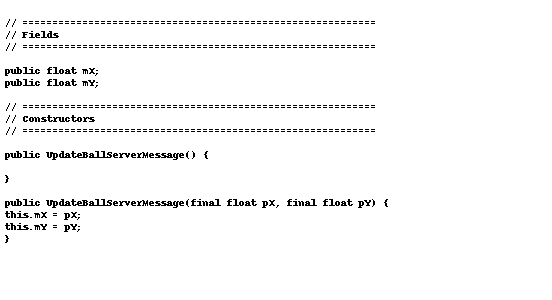 // ===========================================================
// Fields
// ===========================================================
public float mX;
public float mY;
// ===========================================================
// Constructors
// ===========================================================
public UpdateBallServerMessage() {
}
public UpdateBallServerMessage(final float pX, final float pY) {
this.mX = pX;
this.mY = pY;
}